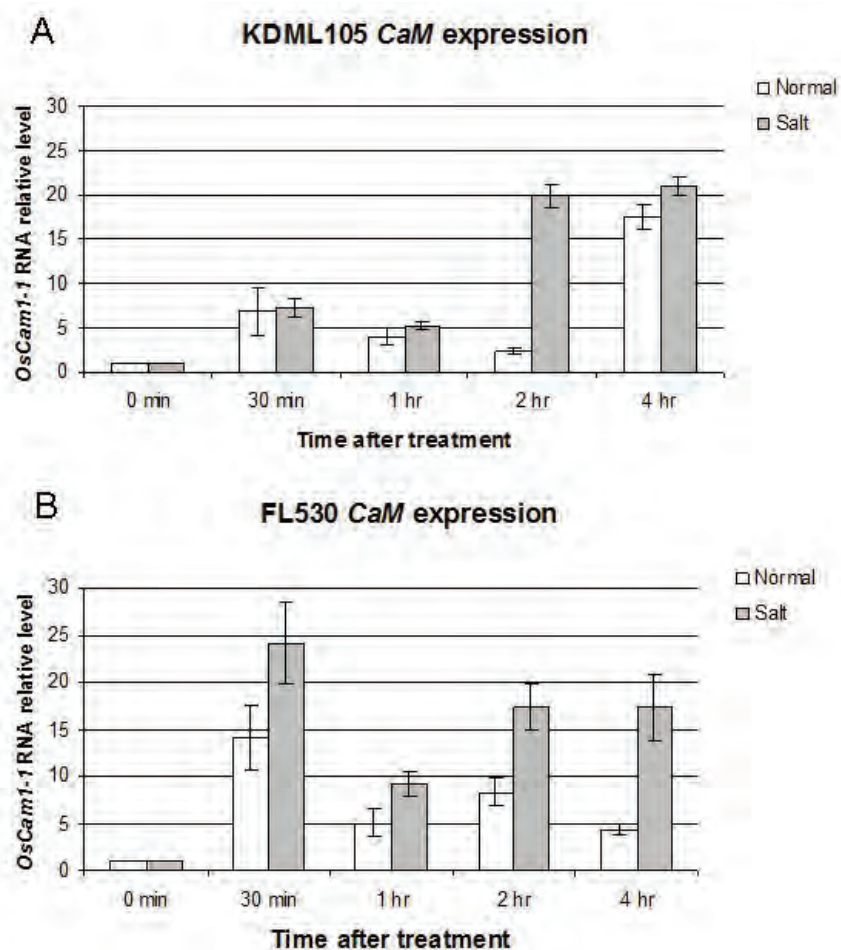 A
KDML105 CaM expression
Normal
Salt
OsCam1-1 RNA relative level
30
25
20
15
10
5
0
0 min 30 min 1 hr 2 hr 4 hr
Time after treatment
B
FL530 CaM expression
Normal
Salt
OsCam1-1 RNA relative level
30
25
20
15
10
5
0
0 min 30 min 1 hr 2 hr 4 hr
Time after treatment